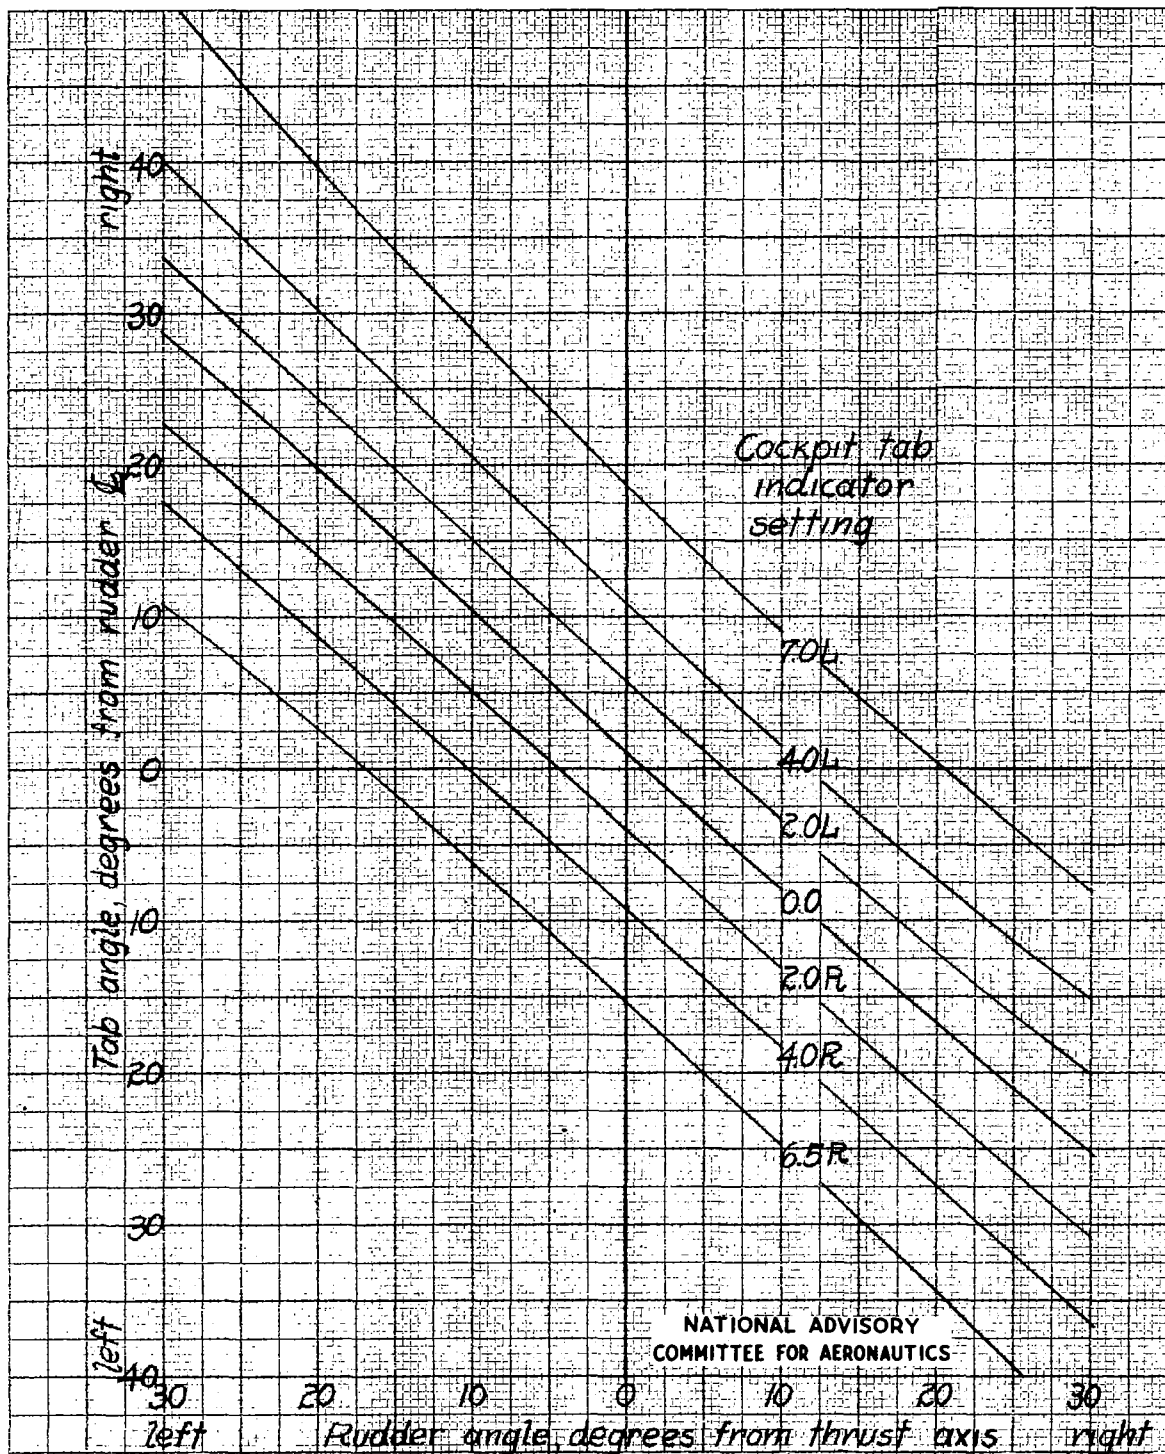 Tab angle, degrees from rudder ℄
right
left
40
30
20
10
0
10
20
30
40
Cockpit tab
indicator
setting
7.0L
4.0L
2.0L
0.0
2.0R
4.0R
6.5R
NATIONAL ADVISORY
COMMITTEE FOR AERONAUTICS
30 20 10 0 10 20 30
left Rudder angle, degrees from thrust axis right